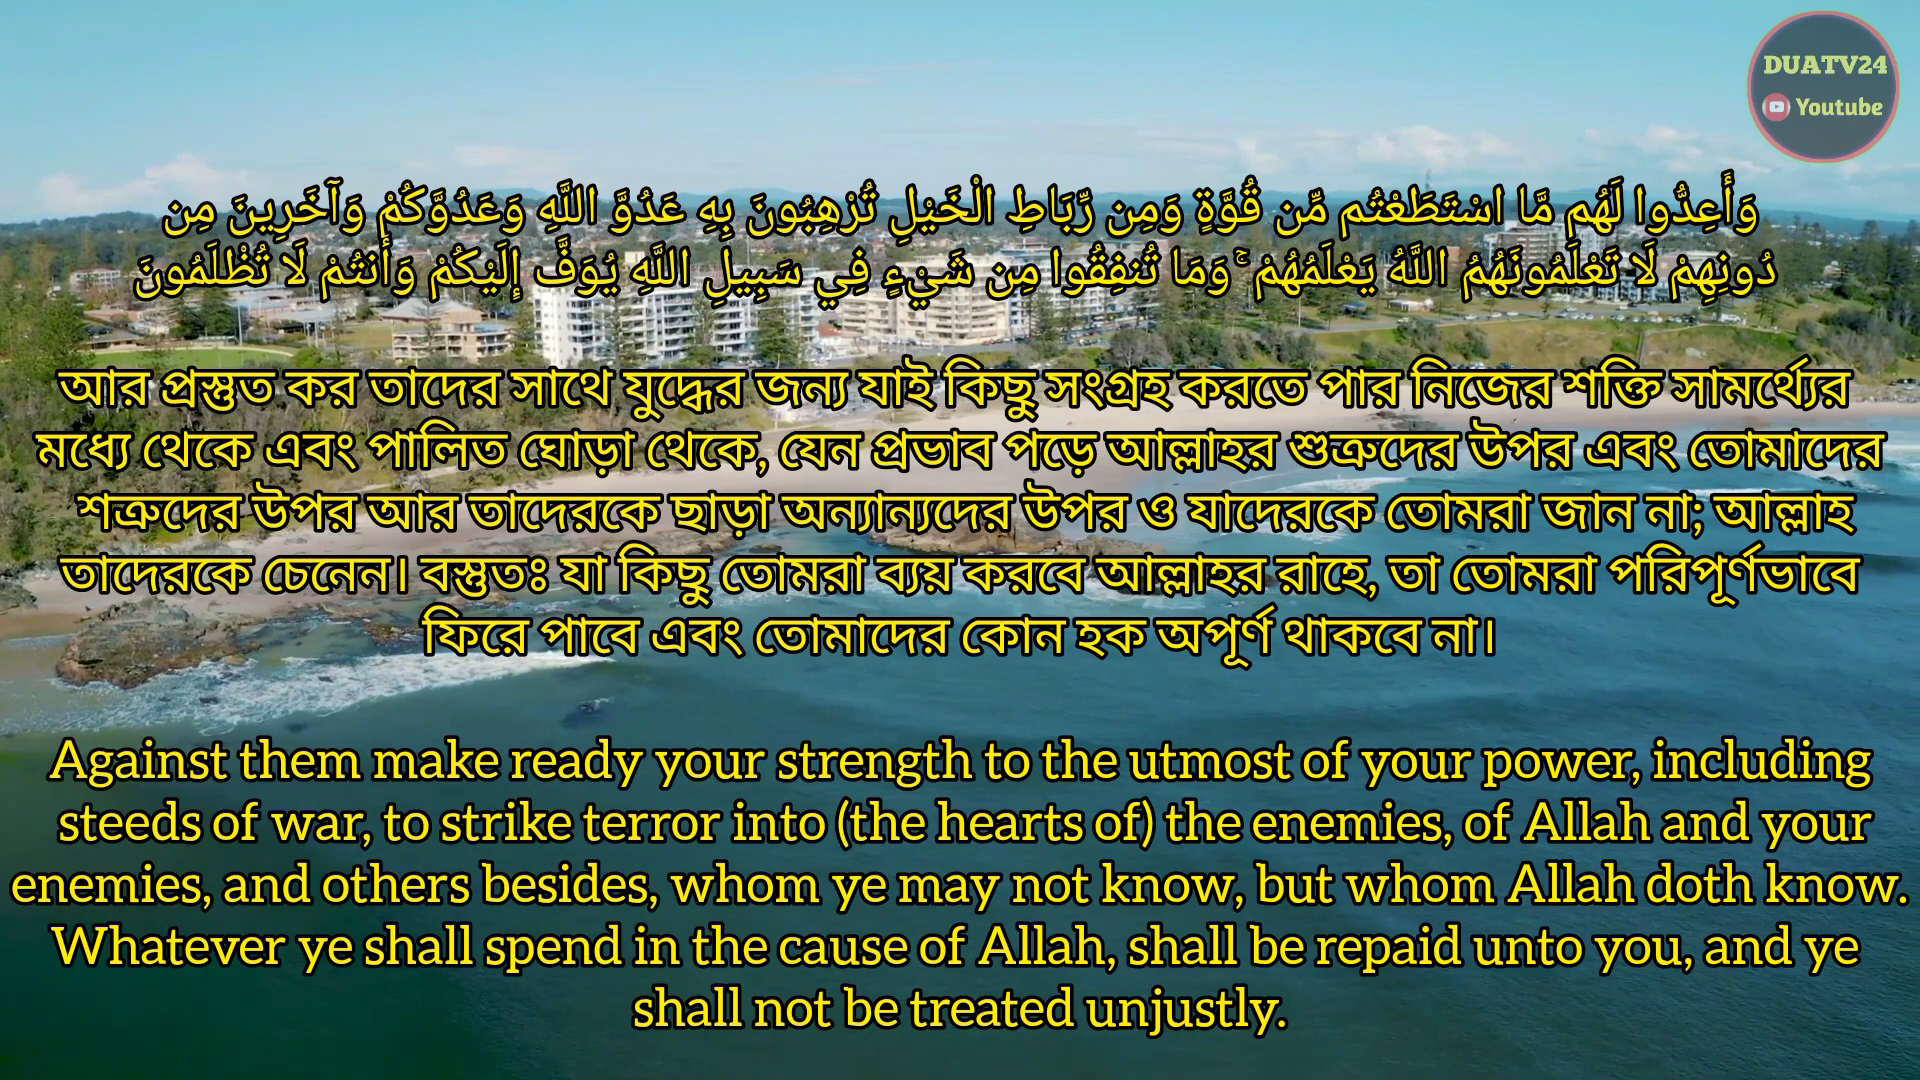 DUATV24
Youtube
وَأَعِدُّوا لَهُم مَّا اسْتَطَعْتُم مِّن قُوَّةٍ وَمِن رِّبَاطِ الْخَيْلِ تُرْهِبُونَ بِهِ عَدُوَّ اللَّهِ وَعَدُوَّكُمْ وَآخَرِينَ مِن
دُونِهِمْ لَا تَعْلَمُونَهُمُ اللَّهُ يَعْلَمُهُمْ ۚ وَمَا تُنفِقُوا مِن شَيْءٍ فِي سَبِيلِ اللَّهِ يُوَفَّ إِلَيْكُمْ وَأَنتُمْ لَا تُظْلَمُونَ
আর প্রস্তুত কর তাদের সাথে যুদ্ধের জন্য যাই কিছু সংগ্রহ করতে পার নিজের শক্তি সামর্থ্যের
মধ্যে থেকে এবং পালিত ঘোড়া থেকে, যেন প্রভাব পড়ে আল্লাহর শুত্রুদের উপর এবং তোমাদের
শত্রুদের উপর আর তাদেরকে ছাড়া অন্যান্যদের উপর ও যাদেরকে তোমরা জান না; আল্লাহ
তাদেরকে চেনেন। বস্তুতঃ যা কিছু তোমরা ব্যয় করবে আল্লাহর রাহে, তা তোমরা পরিপূর্ণভাবে
ফিরে পাবে এবং তোমাদের কোন হক অপূর্ণ থাকবে না।
Against them make ready your strength to the utmost of your power, including
steeds of war, to strike terror into (the hearts of) the enemies, of Allah and your
enemies, and others besides, whom ye may not know, but whom Allah doth know.
Whatever ye shall spend in the cause of Allah, shall be repaid unto you, and ye
shall not be treated unjustly.